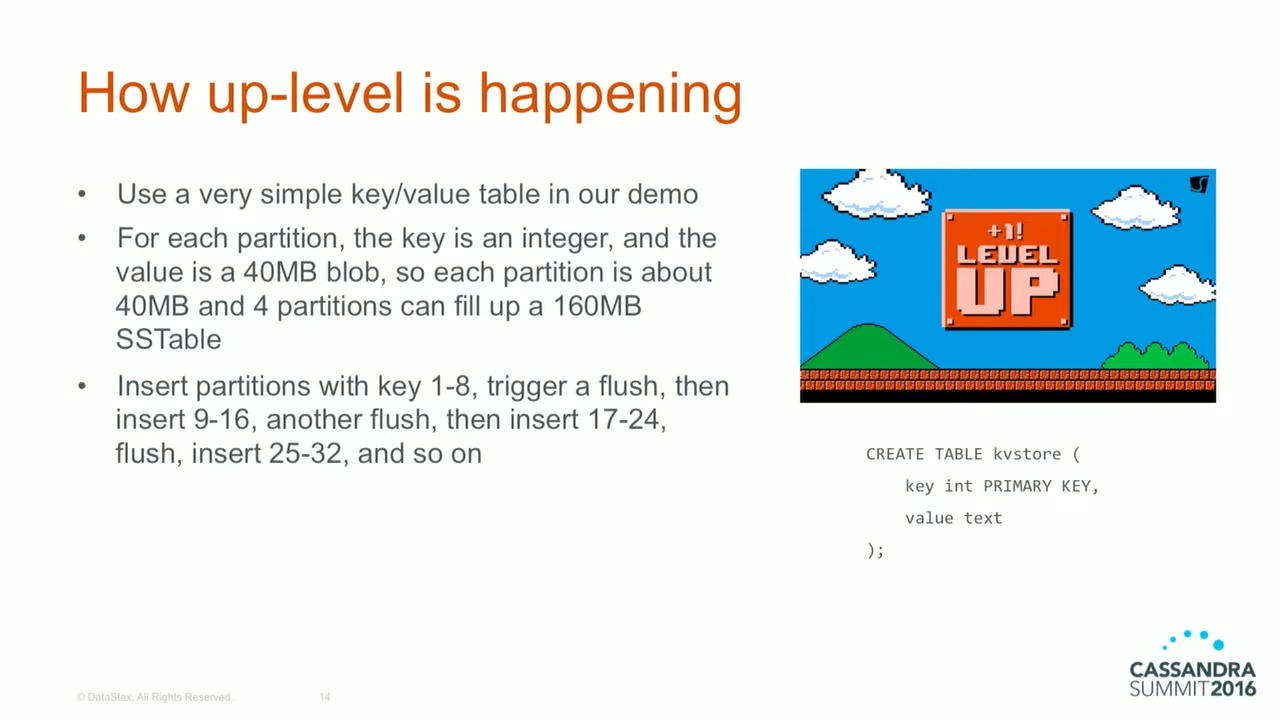 How up-level is happening
• Use a very simple key/value table in our demo
• For each partition, the key is an integer, and the
value is a 40MB blob, so each partition is about
40MB and 4 partitions can fill up a 160MB
SSTable
• Insert partitions with key 1-8, trigger a flush, then
insert 9-16, another flush, then insert 17-24,
flush, insert 25-32, and so on
+1!
LEVEL
UP
CREATE TABLE kvstore (
key int PRIMARY KEY,
value text
);
© DataStax, All Rights Reserved.
14
CASSANDRA
SUMMIT2016